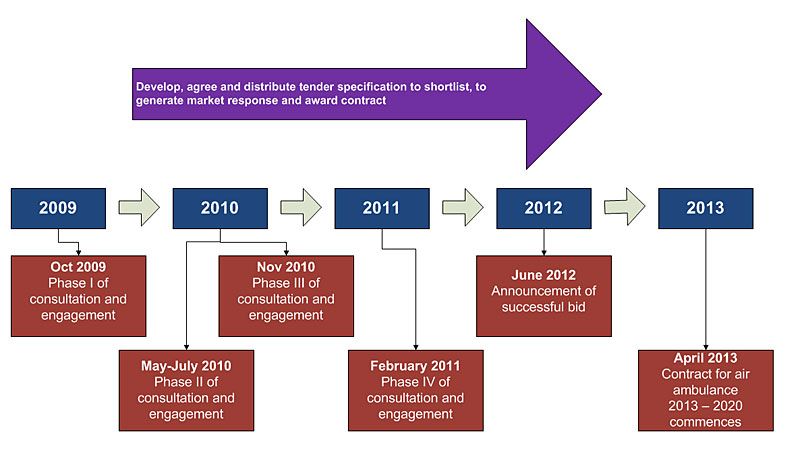 Develop, agree and distribute tender specification to shortlist, to
generate market response and award contract
2009
2010
2011
2012
2013
Oct 2009
Phase I of
consultation and
engagement
Nov 2010
Phase III of
consultation and
engagement
June 2012
Announcement of
successful bid
May-July 2010
Phase II of
consultation and
engagement
February 2011
Phase IV of
consultation and
engagement
April 2013
Contract for air
ambulance
2013 – 2020
commences